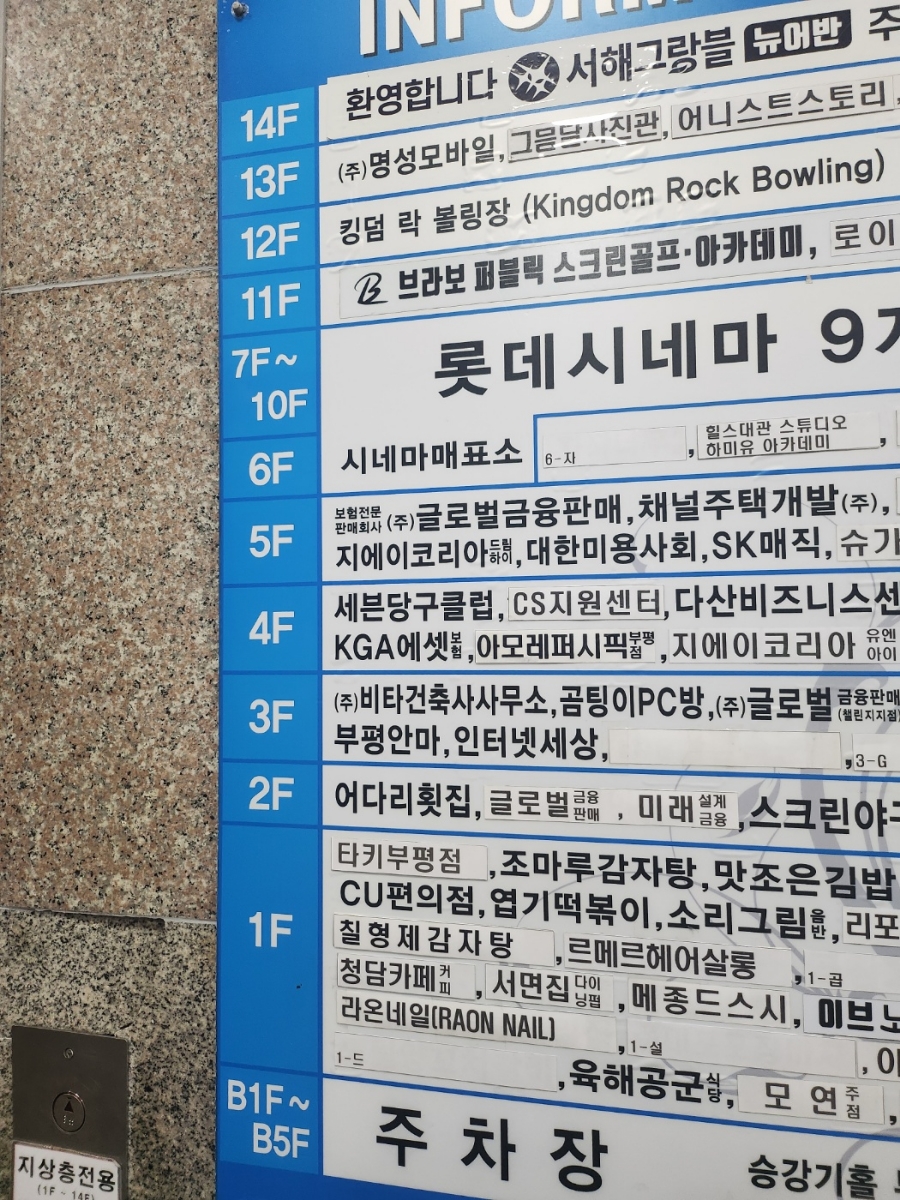 INFORM
환영합니다 서해그랑블 뉴어반 주
14F
(주)명성모바일, 그믐달사진관, 어니스트스토리,
13F
킹덤 락 볼링장 (Kingdom Rock Bowling)
12F
B 브라보 퍼블릭 스크린골프·아카데미, 로이
11F
롯데시네마 9
7F~
10F
시네마매표소
6-자
, 힐스대관 스튜디오
하미유 아카데미 ,
6F
보험전문
판매회사 (주)글로벌금융판매, 채널주택개발(주),
지에이코리아드림하이, 대한미용사회, SK매직, 슈가
5F
세븐당구클럽, CS지원센터, 다산비즈니스센
KGA에셋보험, 아모레퍼시픽부평점, 지에이코리아 유엔아이
4F
(주)비타건축사사무소, 곰팅이PC방, (주)글로벌 금융판매(챌린지지점)
부평안마, 인터넷세상, , 3-G
3F
어다리횟집, 글로벌금융판매, 미래설계금융, 스크린야구
2F
타키부평점, 조마루감자탕, 맛조은김밥
CU편의점, 엽기떡볶이, 소리그림음반, 리포
칠형제감자탕, 르메르헤어살롱, 1-곱
청담카페커피, 서면집다이닝펍, 메종드스시, 이브노
라온네일(RAON NAIL), 1-설
1-드 , 육해공군식당, 모연주점,
1F
B1F~
B5F
주차장
승강기홀
지상층전용
(1F - 14F)